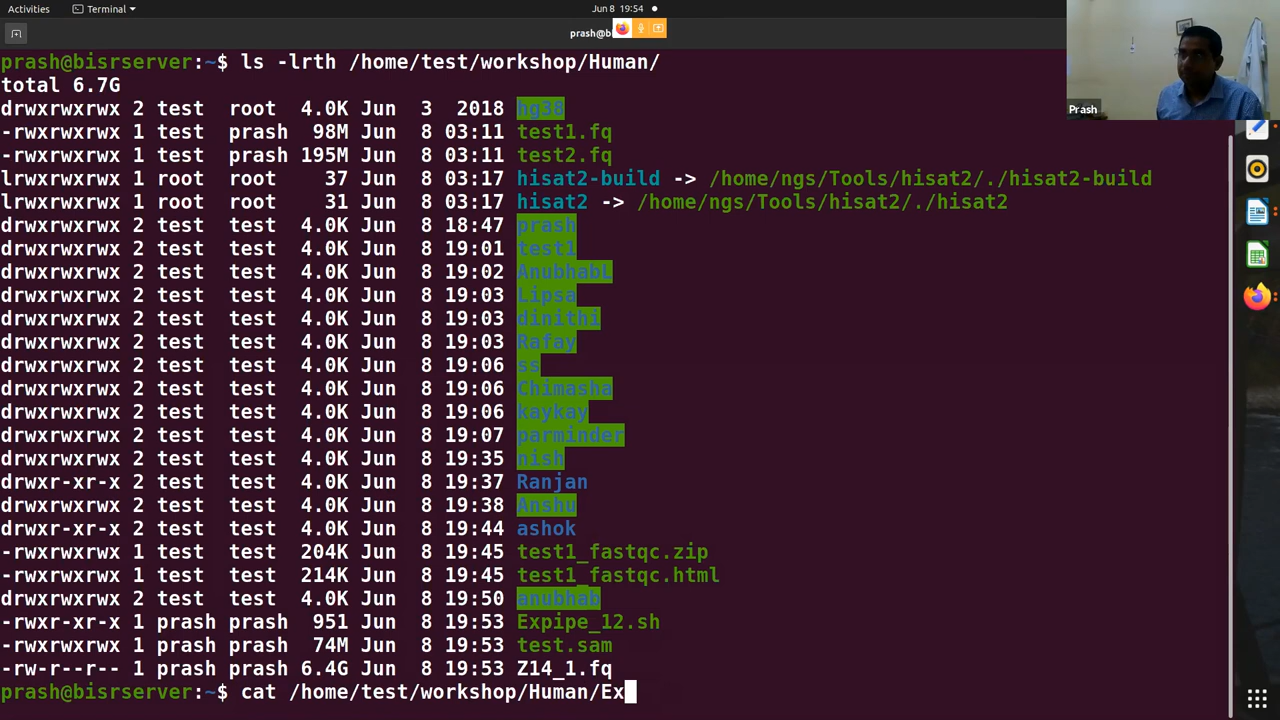 Activities Terminal Jun 8 19:54
prash@b
prash@bisrserver:~$ ls -lrth /home/test/workshop/Human/
total 6.7G
drwxrwxrwx 2 test root 4.0K Jun 3 2018 hg38
-rwxrwxrwx 1 test prash 98M Jun 8 03:11 test1.fq
-rwxrwxrwx 1 test prash 195M Jun 8 03:11 test2.fq
lrwxrwxrwx 1 root root 37 Jun 8 03:17 hisat2-build -> /home/ngs/Tools/hisat2/./hisat2-build
lrwxrwxrwx 1 root root 31 Jun 8 03:17 hisat2 -> /home/ngs/Tools/hisat2/./hisat2
drwxrwxrwx 2 test test 4.0K Jun 8 18:47 prash
drwxrwxrwx 2 test test 4.0K Jun 8 19:01 test1
drwxrwxrwx 2 test test 4.0K Jun 8 19:02 AnubhabL
drwxrwxrwx 2 test test 4.0K Jun 8 19:03 Lipsa
drwxrwxrwx 2 test test 4.0K Jun 8 19:03 dinithi
drwxrwxrwx 2 test test 4.0K Jun 8 19:03 Rafay
drwxrwxrwx 2 test test 4.0K Jun 8 19:06 ss
drwxrwxrwx 2 test test 4.0K Jun 8 19:06 Chimasha
drwxrwxrwx 2 test test 4.0K Jun 8 19:06 kaykay
drwxrwxrwx 2 test test 4.0K Jun 8 19:07 parminder
drwxrwxrwx 2 test test 4.0K Jun 8 19:35 nish
drwxr-xr-x 2 test test 4.0K Jun 8 19:37 Ranjan
drwxrwxrwx 2 test test 4.0K Jun 8 19:38 Anshu
drwxr-xr-x 2 test test 4.0K Jun 8 19:44 ashok
-rwxrwxrwx 1 test test 204K Jun 8 19:45 test1_fastqc.zip
-rwxrwxrwx 1 test test 214K Jun 8 19:45 test1_fastqc.html
drwxrwxrwx 2 test test 4.0K Jun 8 19:50 anubhab
-rwxr-xr-x 1 prash prash 951 Jun 8 19:53 Expipe_12.sh
-rwxrwxrwx 1 prash prash 74M Jun 8 19:53 test.sam
-rw-r--r-- 1 prash prash 6.4G Jun 8 19:53 Z14_1.fq
prash@bisrserver:~$ cat /home/test/workshop/Human/Ex
Prash